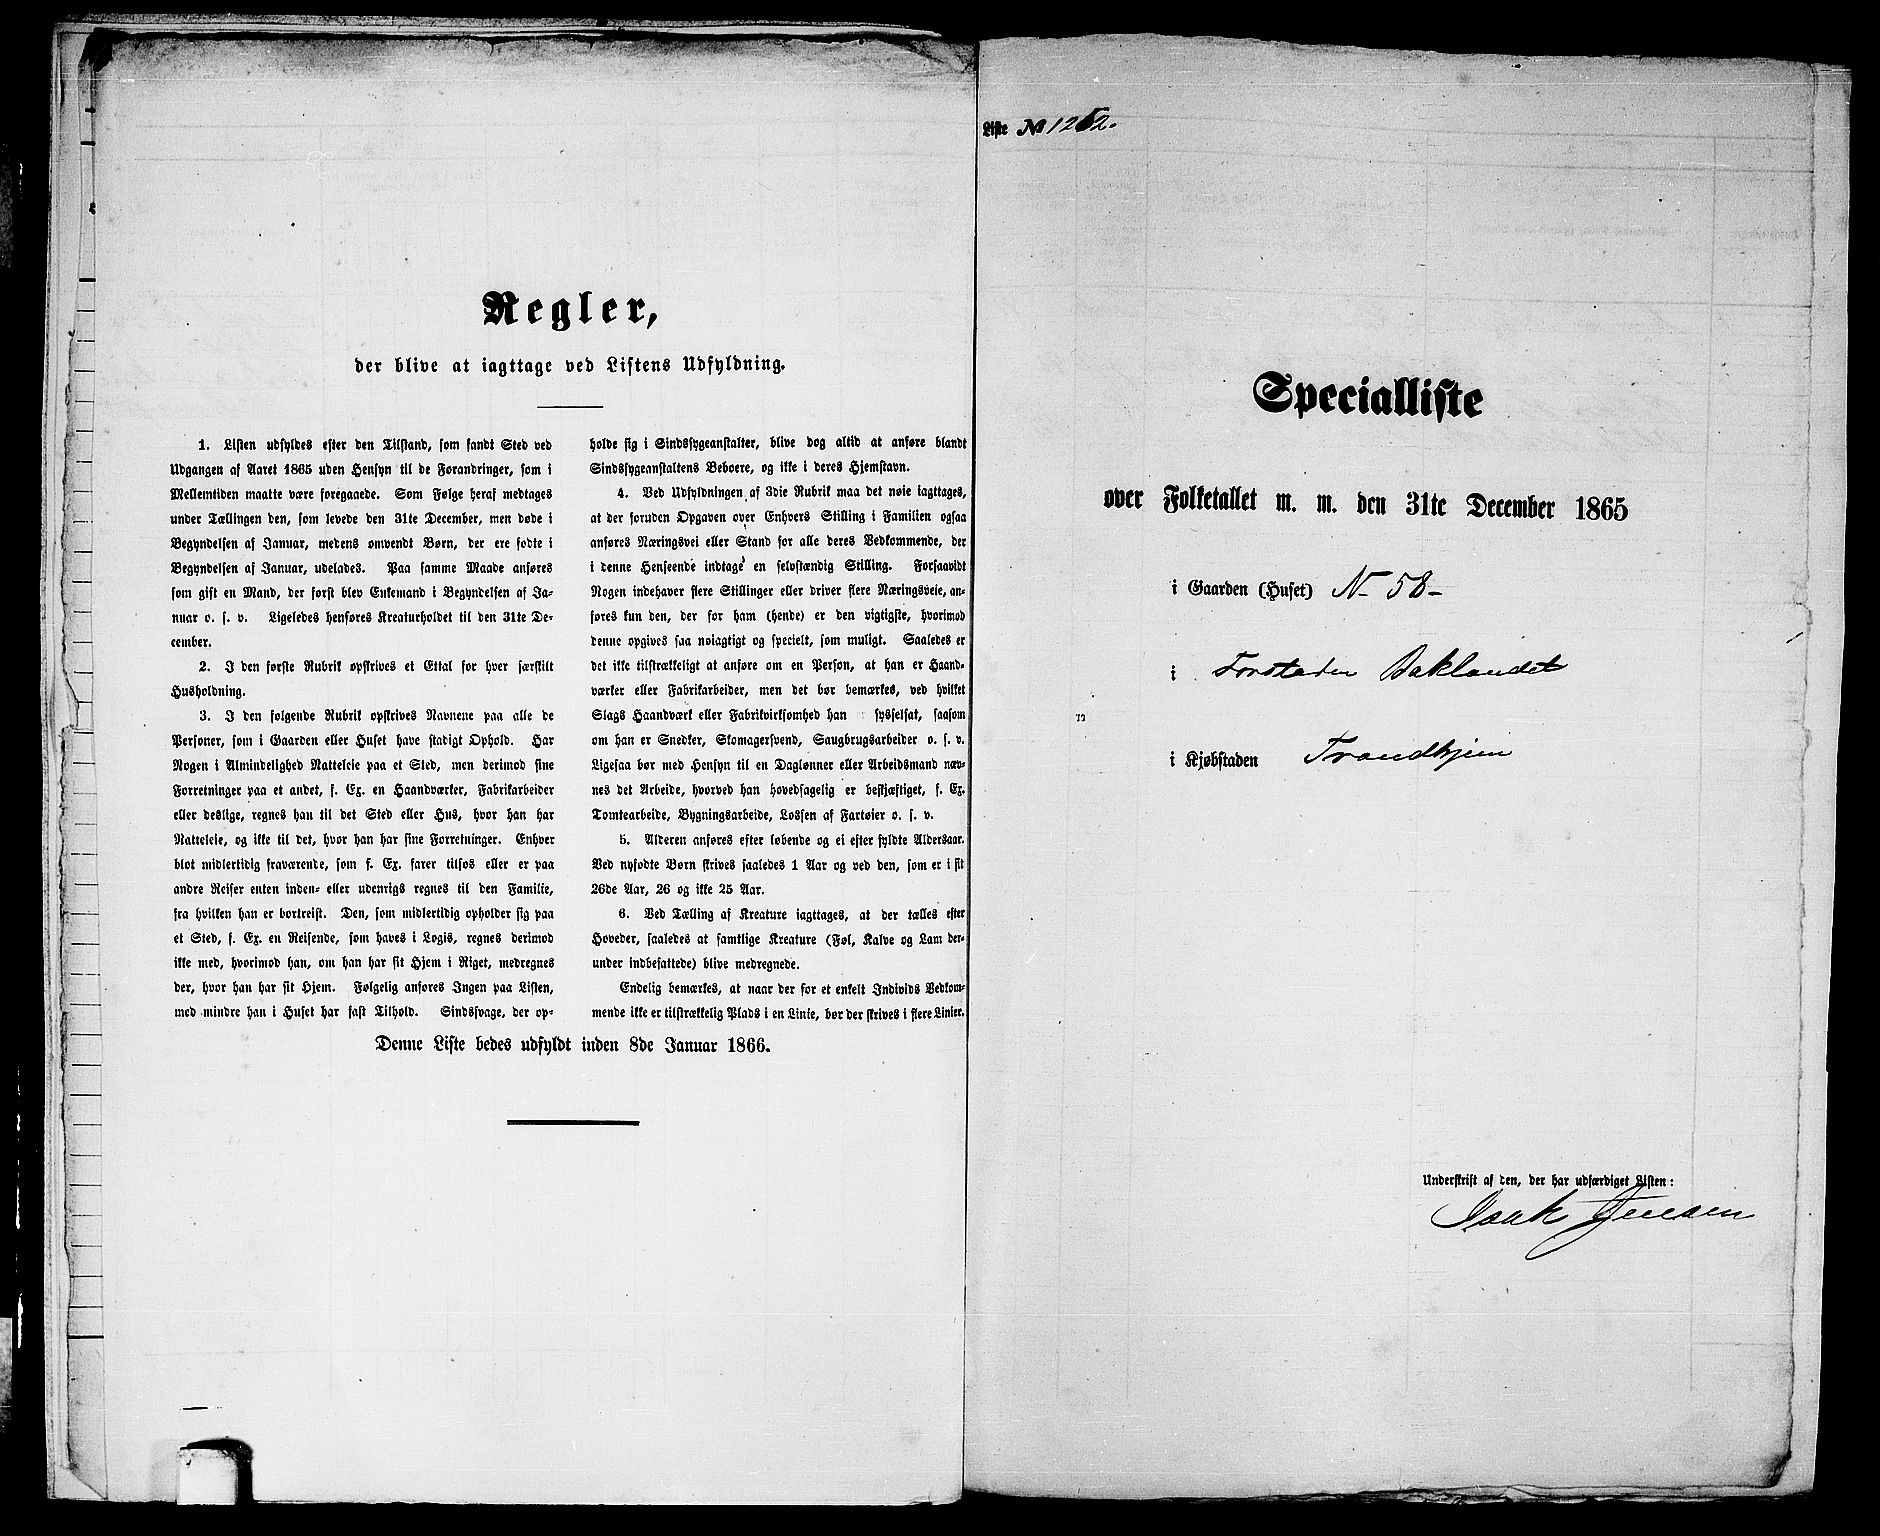 Regler,
der blive at iagttage ved Listens Udfyldning.
1. Listen udfyldes efter den Tilstand, som fandt Sted ved
Udgangen af Aaret 1865 uden Hensyn til de Forandringer, som i
Mellemtiden maatte være foregaaede. Som Følge heraf medtages
under Tællingen den, som levede den 31te December, men døde i
Begyndelsen af Januar, medens omvendt Børn, der ere fødte i
Begyndelsen af Januar, udelades. Paa samme Maade anføres
som gift en Mand, der først blev Enkemand i Begyndelsen af Ja-
nuar o. s. v. Ligeledes henføres Kreaturholdet til den 31te De-
cember.
2. I den første Rubrik opskrives et Ettal for hver særskilt
Husholdning.
3. I den følgende Rubrik opskrives Navnene paa alle de
Personer, som i Gaarden eller Huset have stadigt Ophold. Har
Nogen i Almindelighed Natteleie paa et Sted, men derimod sine
Forretninger paa et andet, f. Ex. en Haandværker, Fabrikarbeider
eller deslige, regnes han til det Sted eller Hus, hvor han har
Natteleie, og ikke til det, hvor han har sine Forretninger. Enhver
blot midlertidig fraværende, som f. Ex. farer tilsøs eller er paa
andre Reiser enten inden- eller udenrigs regnes til den Familie,
fra hvilken han er bortreist. Den, som midlertidig opholder sig paa
et Sted, f. Ex. en Reisende, som haves i Logis, regnes derimod
ikke med, hvorimod han, om han har sit Hjem i Riget, medregnes
der, hvor han har sit Hjem. Følgelig anføres Ingen paa Listen,
med mindre han i Huset har fast Tilhold. Sindssvage, der op-
holde sig i Sindssygeanstalter, blive dog altid at anføre blandt
Sindssygeanstaltens Beboere, og ikke i deres Hjemstavn.
4. Ved Udfyldningen af 3die Rubrik maa det nøie iagttages,
at der foruden Opgaven over Enhvers Stilling i Familien ogsaa
anføres Næringsvei eller Stand for alle deres Vedkommende, der
i denne Henseende indtage en selvstændig Stilling. Forsaavidt
Nogen indehaver flere Stillinger eller driver flere Næringsveie, an-
føres kun den, der for ham (hende) er den vigtigste, hvorimod
denne opgives saa nøiagtigt og specielt, som muligt. Saaledes er
det ikke tilstrækkeligt at anføre om en Person, at han er Haand-
værker eller Fabrikarbeider, men det bør bemærkes, ved hvilket
Slags Haandværk eller Fabrikvirksomhed han sysselsat, saasom
om han er Snedker, Skomagersvend, Saugbrugsarbeider o. s. v.
Ligesaa bør med Hensyn til en Daglønner eller Arbeidsmand næv-
nes det Arbeide, hvorved han hovedsagelig er beskjæftiget, f. Ex.
Tomtearbeide, Bygningsarbeide, Lossen af Fartøier o. s. v.
5. Alderen anføres efter løbende og ei efter fyldte Aldersaar.
Ved nyfødte Børn skrives saaledes 1 Aar og ved den, som er i sit
26de Aar, 26 og ikke 25 Aar.
6. Ved Tælling af Kreature iagttages, at der tælles efter
Hoveder, saaledes at samtlige Kreature (Føl, Kalve og Lam der-
under indbefattede) blive medregnede.
Endelig bemærkes, at naar der for et enkelt Individs Vedkom-
mende ikke er tilstrækkelig Plads i en Linie, bør der skrives i flere Linier.
Denne Liste bedes udfyldt inden 8de Januar 1866.
Liste № 1252.
Specialliste
over Folketallet m. m. den 31te December 1865
i Gaarden (Huset) N- 58-
i Forstaden Baklandet
i Kjøbstaden Trondhjem
Underskrift af den, der har udfærdiget Listen:
Isak Jensen